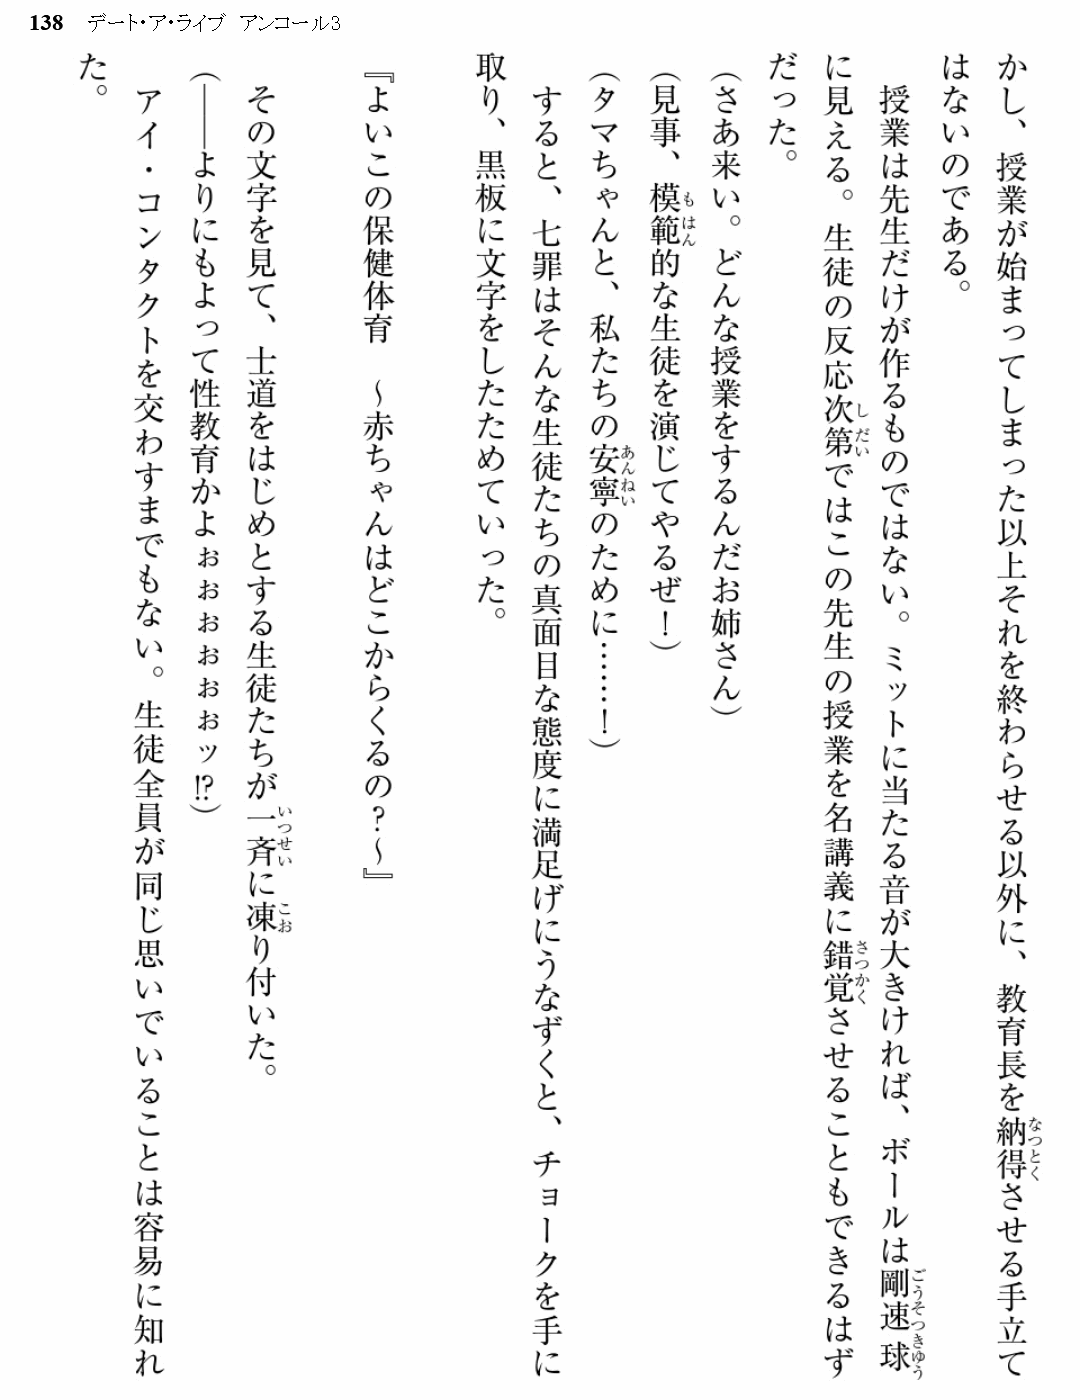 138 デート・ア・ライブ アンコール3
かし、授業が始まってしまった以上それを終わらせる以外に、教育長を納得させる手立て
はないのである。
　授業は先生だけが作るものではない。ミットに当たる音が大きければ、ボールは剛速球
に見える。生徒の反応次第ではこの先生の授業を名講義に錯覚させることもできるはず
だった。
（さあ来い。どんな授業をするんだお姉さん）
（見事、模範的な生徒を演じてやるぜ！）
（タマちゃんと、私たちの安寧のために……！）
　すると、七罪はそんな生徒たちの真面目な態度に満足げにうなずくと、チョークを手に
取り、黒板に文字をしたためていった。
『よいこの保健体育　～赤ちゃんはどこからくるの？～』
　その文字を見て、士道をはじめとする生徒たちが一斉に凍り付いた。
（――よりにもよって性教育かよぉぉぉぉぉぉッ!?）
　アイ・コンタクトを交わすまでもない。生徒全員が同じ思いでいることは容易に知れ
た。